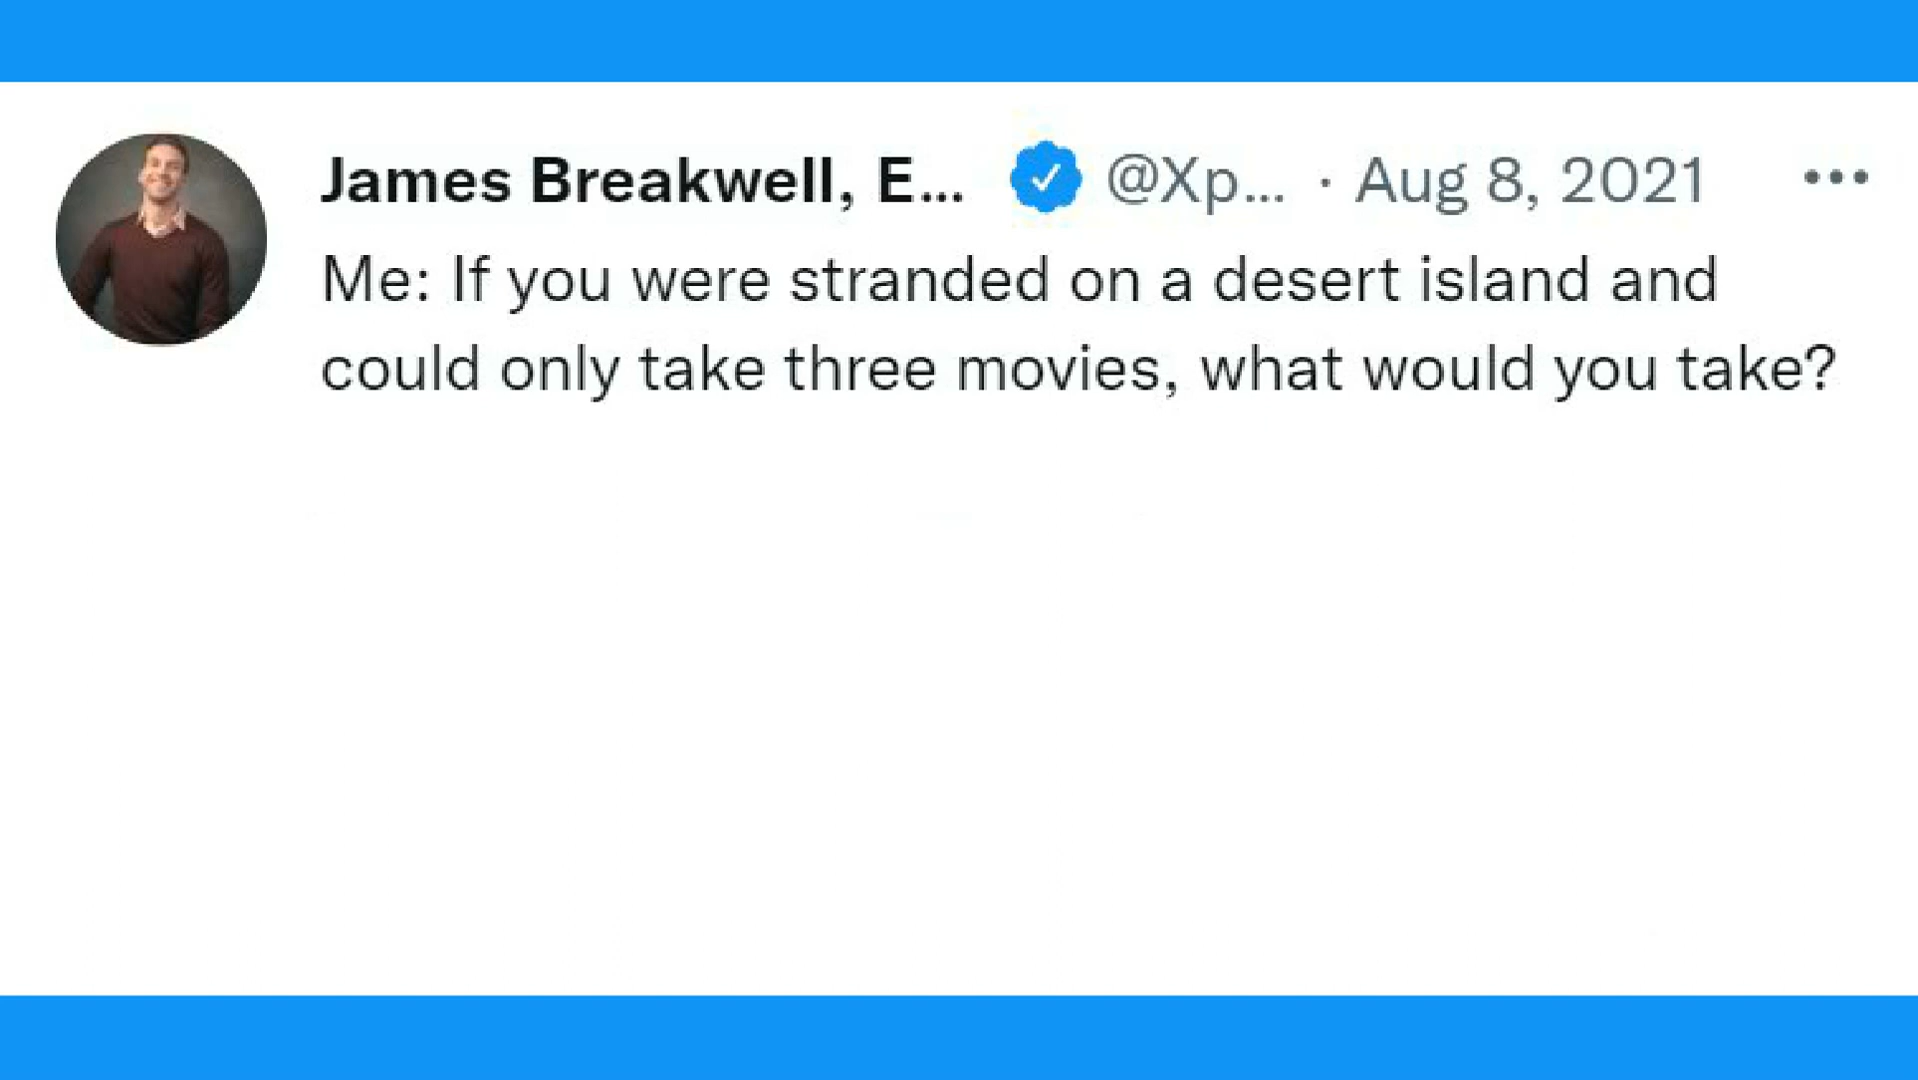 James Breakwell, E... @Xp... · Aug 8, 2021 ...
Me: If you were stranded on a desert island and
could only take three movies, what would you take?